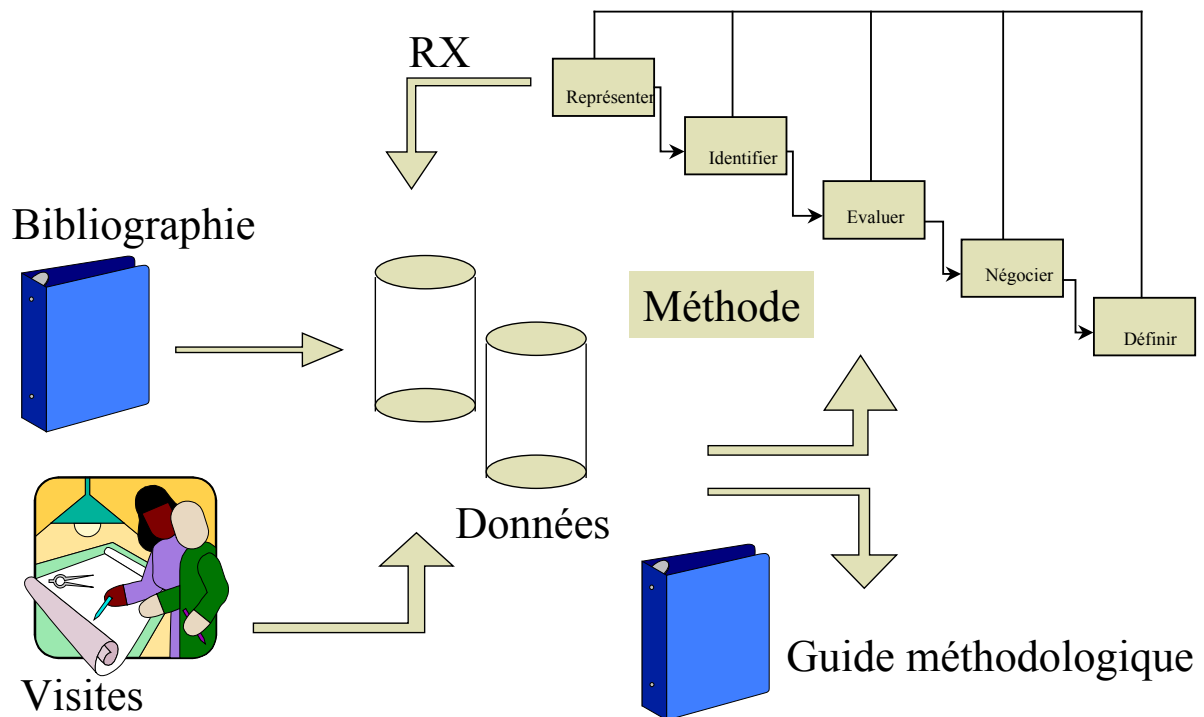 RX
Représenter
Identifier
Evaluer
Négocier
Définir
Bibliographie
Méthode
Données
Visites
Guide méthodologique